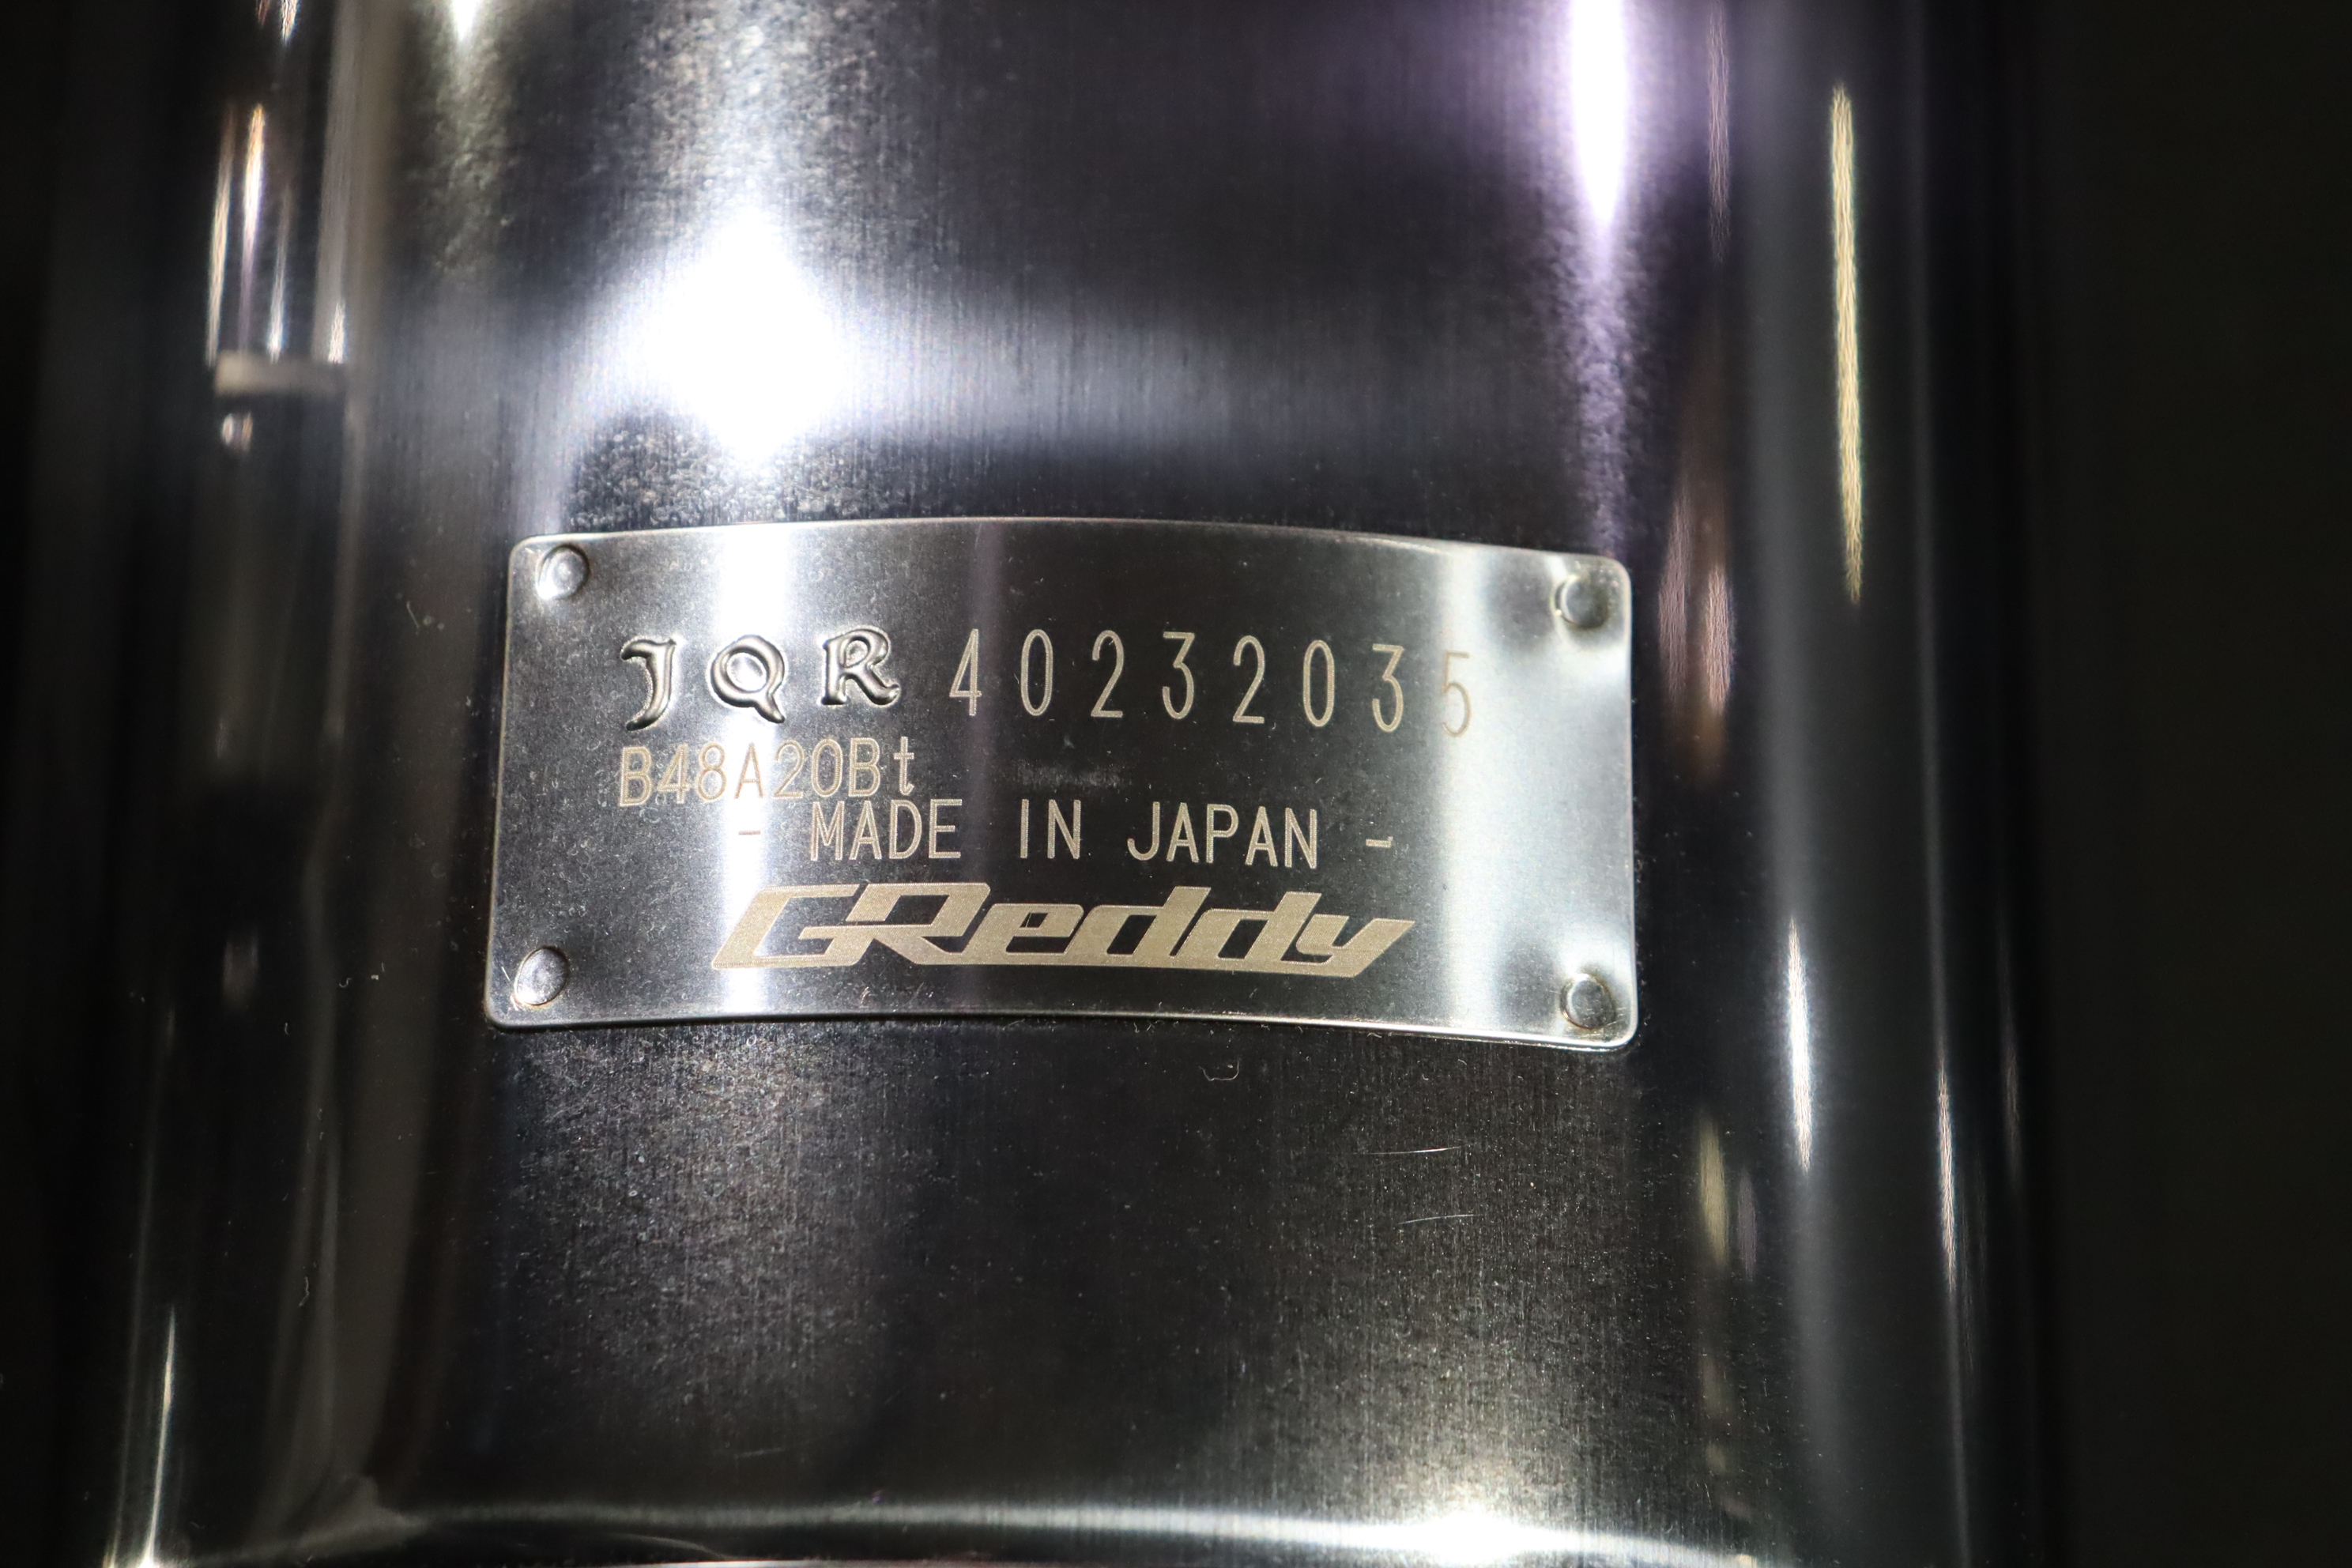 JQR 40232035
B48A20Bt
- MADE IN JAPAN -
GReddy